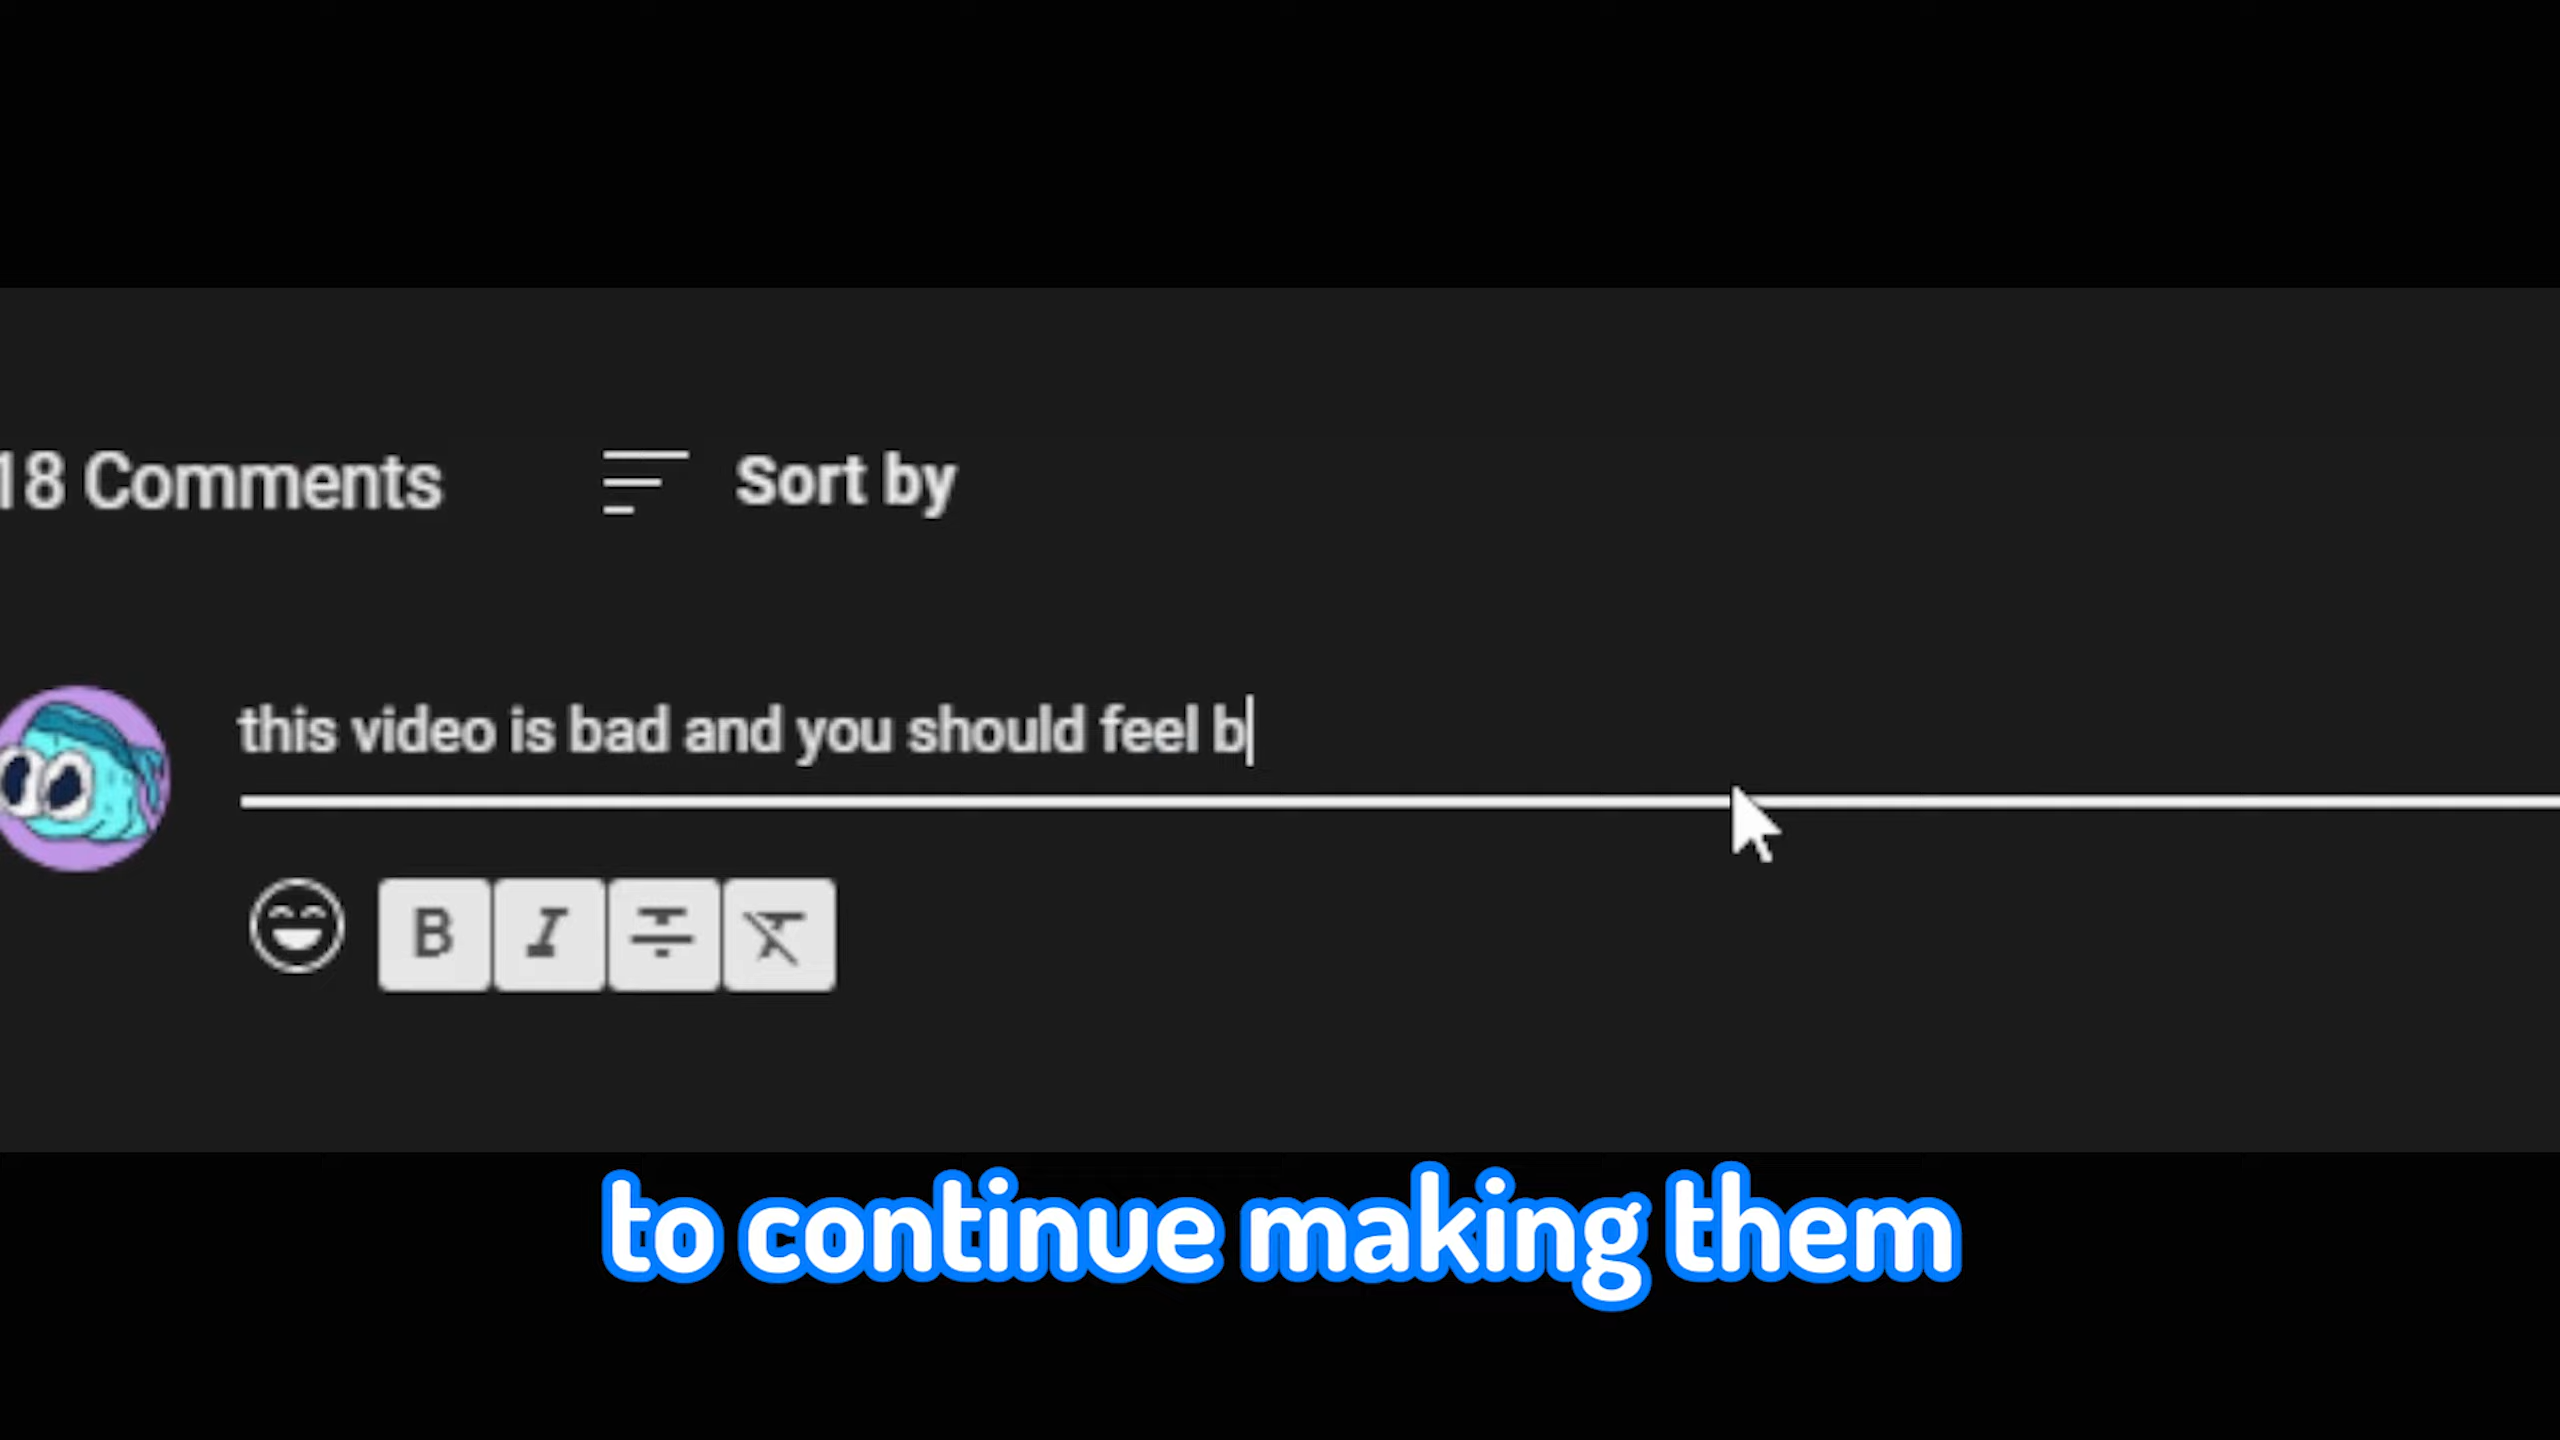 18 Comments
Sort by
this video is bad and you should feel b
B I T T
to continue making them